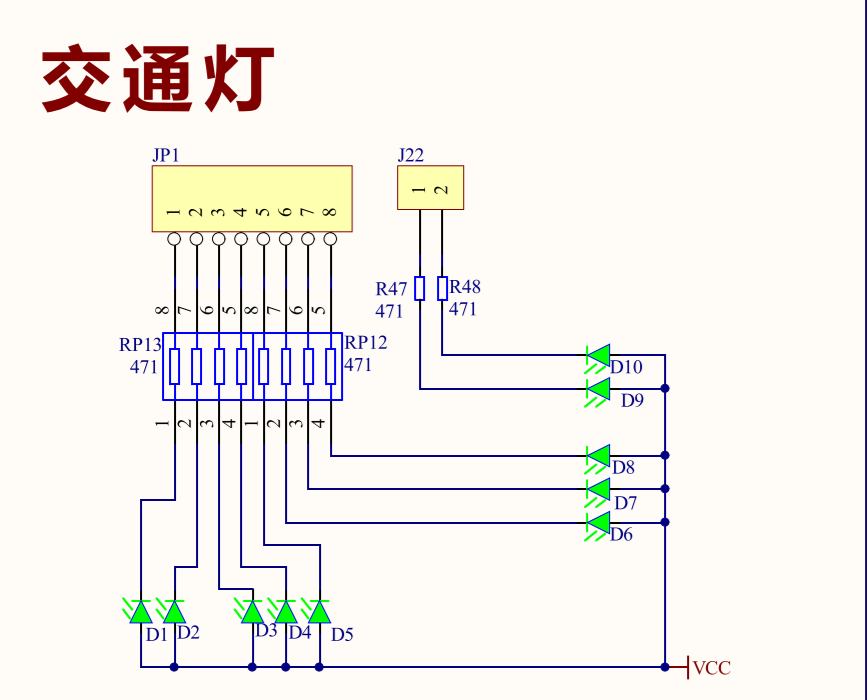 交通灯
JP1
J22
1 2 3 4 5 6 7 8
1 2
R47
471
R48
471
8 7 6 5 8 7 6 5
RP13
471
RP12
471
D10
D9
1 2 3 4 1 2 3 4
D8
D7
D6
D1 D2 D3 D4 D5
VCC